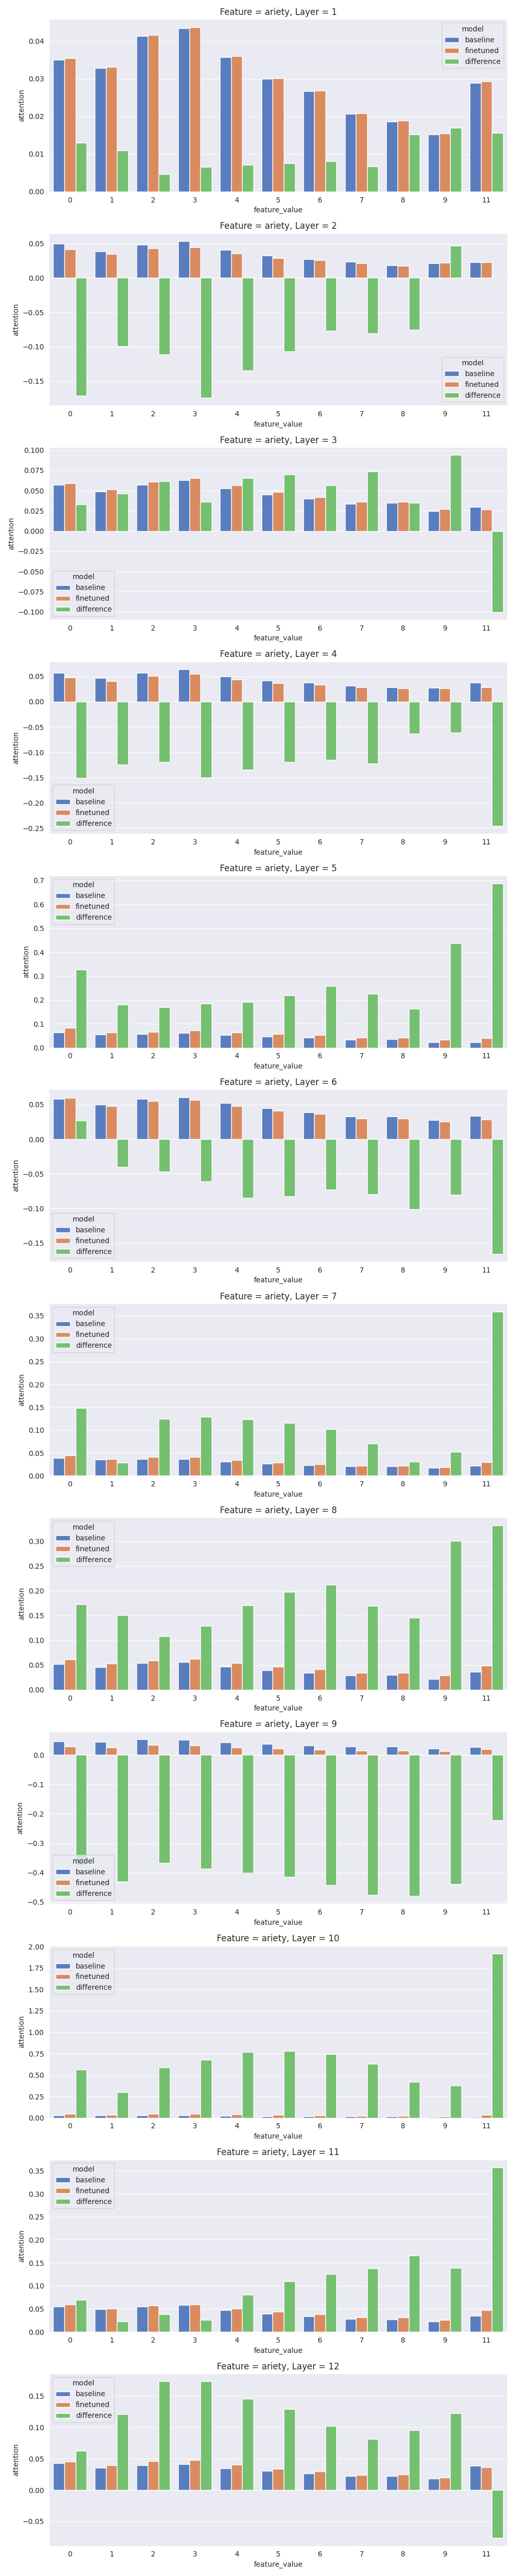 Feature = ariety, Layer = 1
model
baseline
finetuned
difference
attention
0.04
0.03
0.02
0.01
0.00
0 1 2 3 4 5 6 7 8 9 11
feature_value
Feature = ariety, Layer = 2
attention
0.05
0.00
−0.05
−0.10
−0.15
model
baseline
finetuned
difference
0 1 2 3 4 5 6 7 8 9 11
feature_value
Feature = ariety, Layer = 3
attention
0.100
0.075
0.050
0.025
0.000
−0.025
−0.050
−0.075
−0.100
model
baseline
finetuned
difference
0 1 2 3 4 5 6 7 8 9 11
feature_value
Feature = ariety, Layer = 4
attention
0.05
0.00
−0.05
−0.10
−0.15
−0.20
−0.25
model
baseline
finetuned
difference
0 1 2 3 4 5 6 7 8 9 11
feature_value
Feature = ariety, Layer = 5
model
baseline
finetuned
difference
attention
0.7
0.6
0.5
0.4
0.3
0.2
0.1
0.0
0 1 2 3 4 5 6 7 8 9 11
feature_value
Feature = ariety, Layer = 6
attention
0.05
0.00
−0.05
−0.10
−0.15
model
baseline
finetuned
difference
0 1 2 3 4 5 6 7 8 9 11
feature_value
Feature = ariety, Layer = 7
model
baseline
finetuned
difference
attention
0.35
0.30
0.25
0.20
0.15
0.10
0.05
0.00
0 1 2 3 4 5 6 7 8 9 11
feature_value
Feature = ariety, Layer = 8
model
baseline
finetuned
difference
attention
0.30
0.25
0.20
0.15
0.10
0.05
0.00
0 1 2 3 4 5 6 7 8 9 11
feature_value
Feature = ariety, Layer = 9
attention
0.0
−0.1
−0.2
−0.3
−0.4
−0.5
model
baseline
finetuned
difference
0 1 2 3 4 5 6 7 8 9 11
feature_value
Feature = ariety, Layer = 10
model
baseline
finetuned
difference
attention
2.00
1.75
1.50
1.25
1.00
0.75
0.50
0.25
0.00
0 1 2 3 4 5 6 7 8 9 11
feature_value
Feature = ariety, Layer = 11
model
baseline
finetuned
difference
attention
0.35
0.30
0.25
0.20
0.15
0.10
0.05
0.00
0 1 2 3 4 5 6 7 8 9 11
feature_value
Feature = ariety, Layer = 12
model
baseline
finetuned
difference
attention
0.15
0.10
0.05
0.00
−0.05
0 1 2 3 4 5 6 7 8 9 11
feature_value